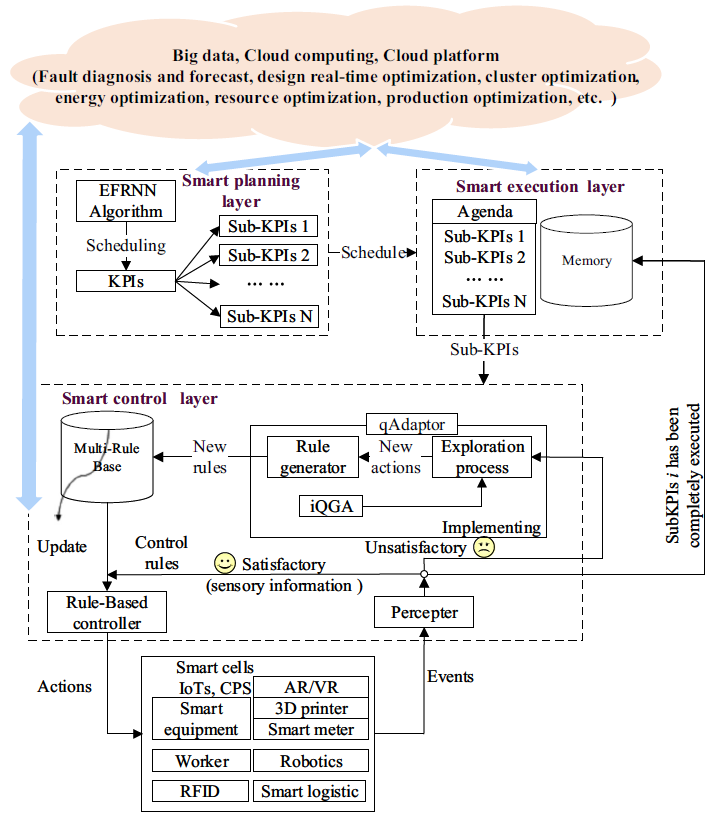 Big data, Cloud computing, Cloud platform
(Fault diagnosis and forecast, design real-time optimization, cluster optimization,
energy optimization, resource optimization, production optimization, etc. )
Smart planning
layer
EFRNN
Algorithm
Scheduling
KPIs
Sub-KPIs 1
Sub-KPIs 2
... ...
Sub-KPIs N
Schedule
Smart execution layer
Agenda
Sub-KPIs 1
Sub-KPIs 2
... ...
Sub-KPIs N
Memory
Sub-KPIs
Smart control layer
Multi-Rule
Base
New
rules
qAdaptor
Rule
generator
New
actions
Exploration
process
iQGA
Implementing
Unsatisfactory
Update
Control
rules
Satisfactory
(sensory information )
SubKPIs i has been
completely executed
Rule-Based
controller
Percepter
Actions
Events
Smart cells
IoTs, CPS
AR/VR
Smart
equipment
3D printer
Smart meter
Worker
Robotics
RFID
Smart logistic